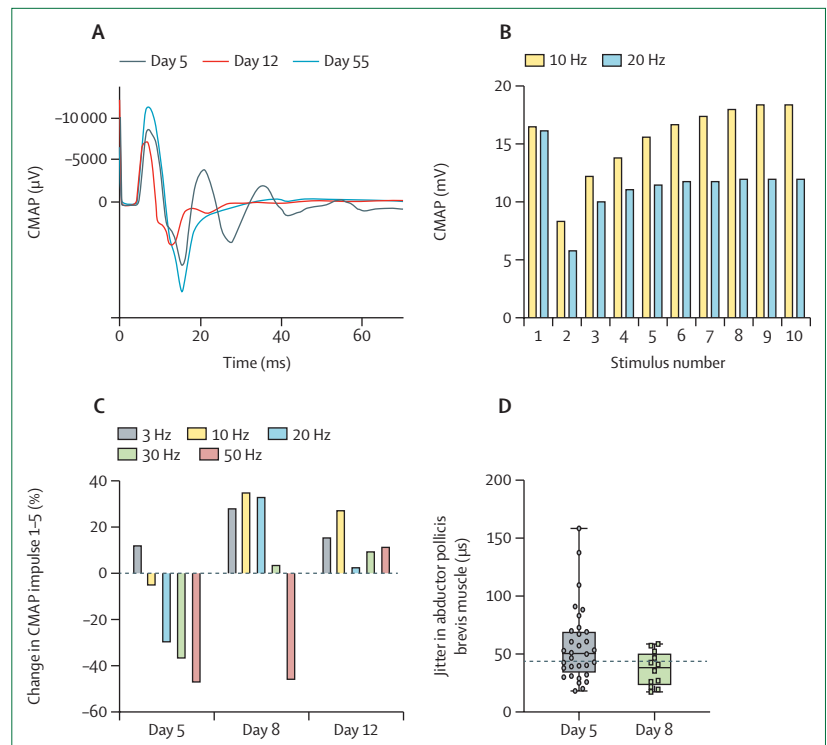 A
Day 5 Day 12 Day 55
−10 000
−5000
0
CMAP (µV)
0 20 40 60
Time (ms)
B
10 Hz 20 Hz
20
15
10
5
0
CMAP (mV)
1 2 3 4 5 6 7 8 9 10
Stimulus number
C
3 Hz 10 Hz 20 Hz
30 Hz 50 Hz
40
20
0
−20
−40
−60
Change in CMAP impulse 1–5 (%)
Day 5 Day 8 Day 12
D
200
150
100
50
0
Jitter in abductor pollicis
brevis muscle (µs)
Day 5 Day 8